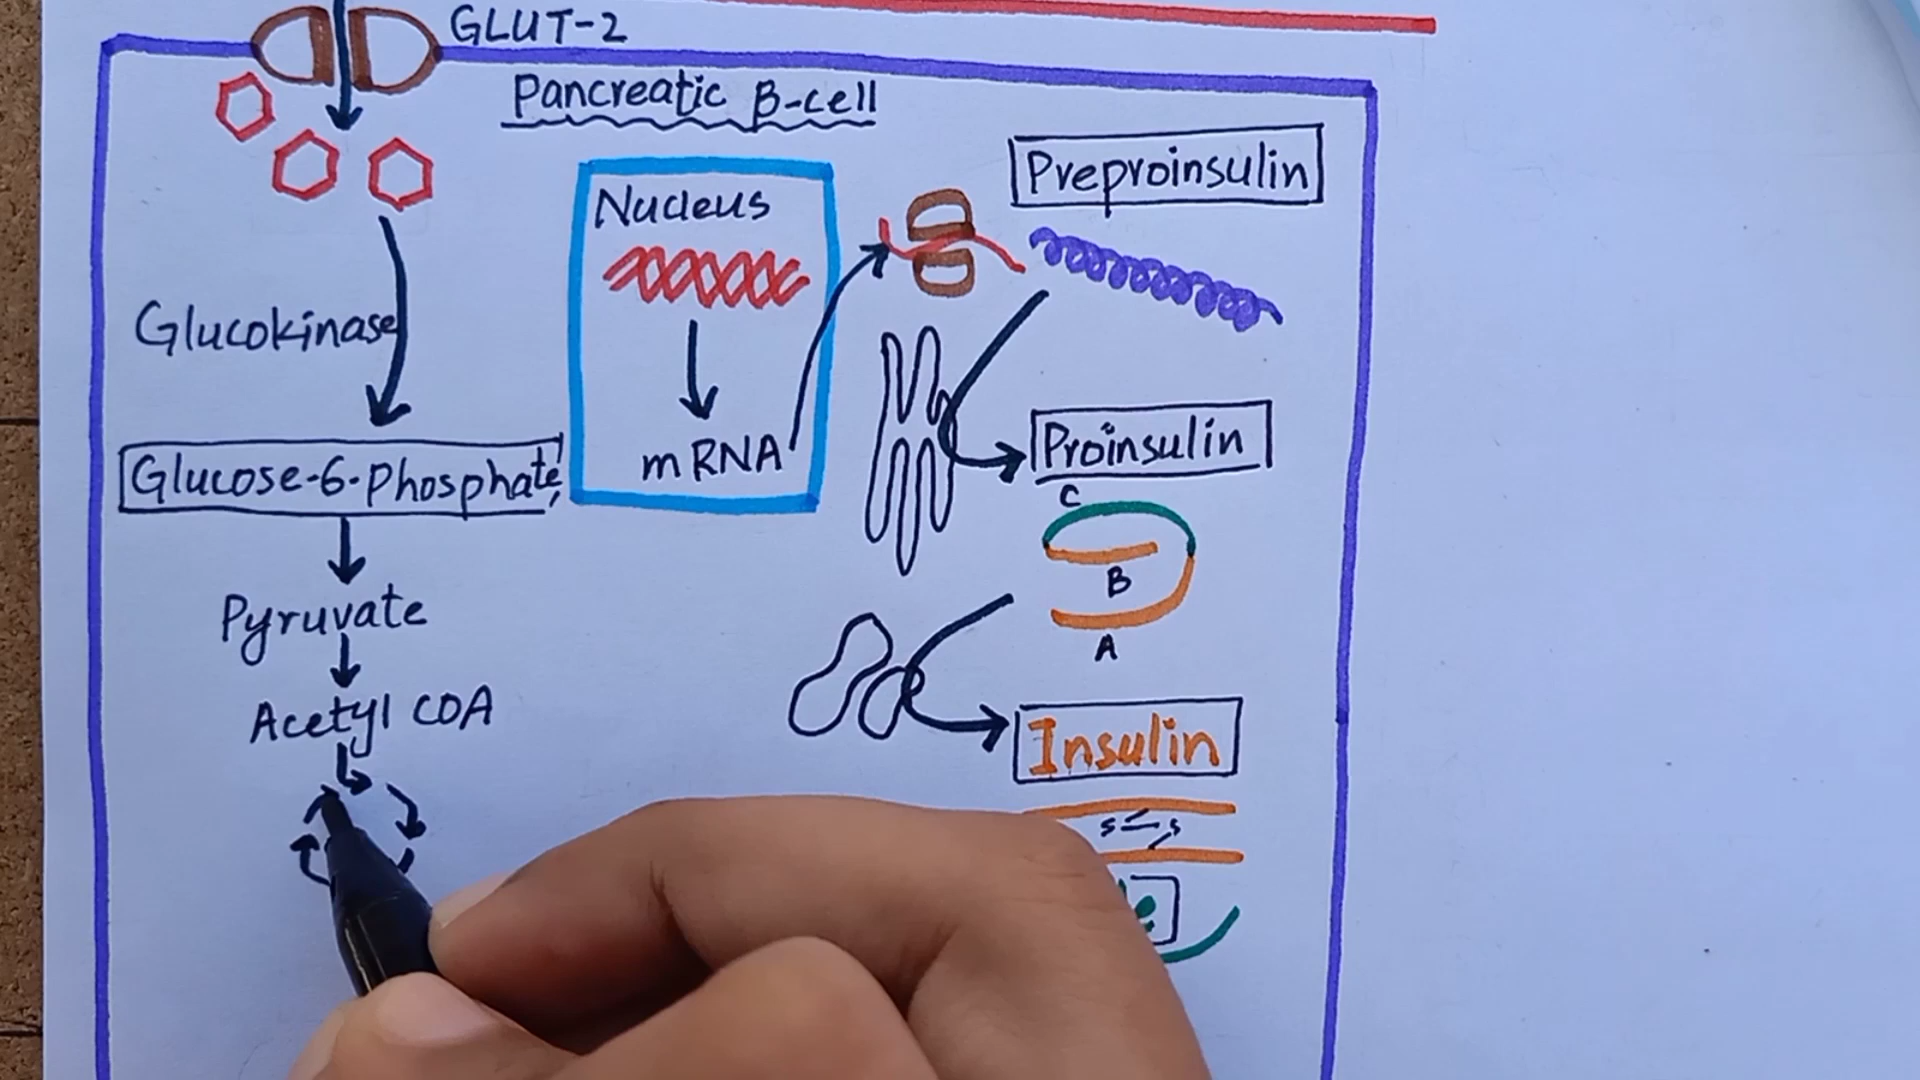 GLUT-2
Pancreatic B-cell
Preproinsulin
Nucleus
Glucokinase
mRNA
Proinsulin
Glucose-6-Phosphate
C
B
A
Pyruvate
Acetyl COA
Insulin
S S